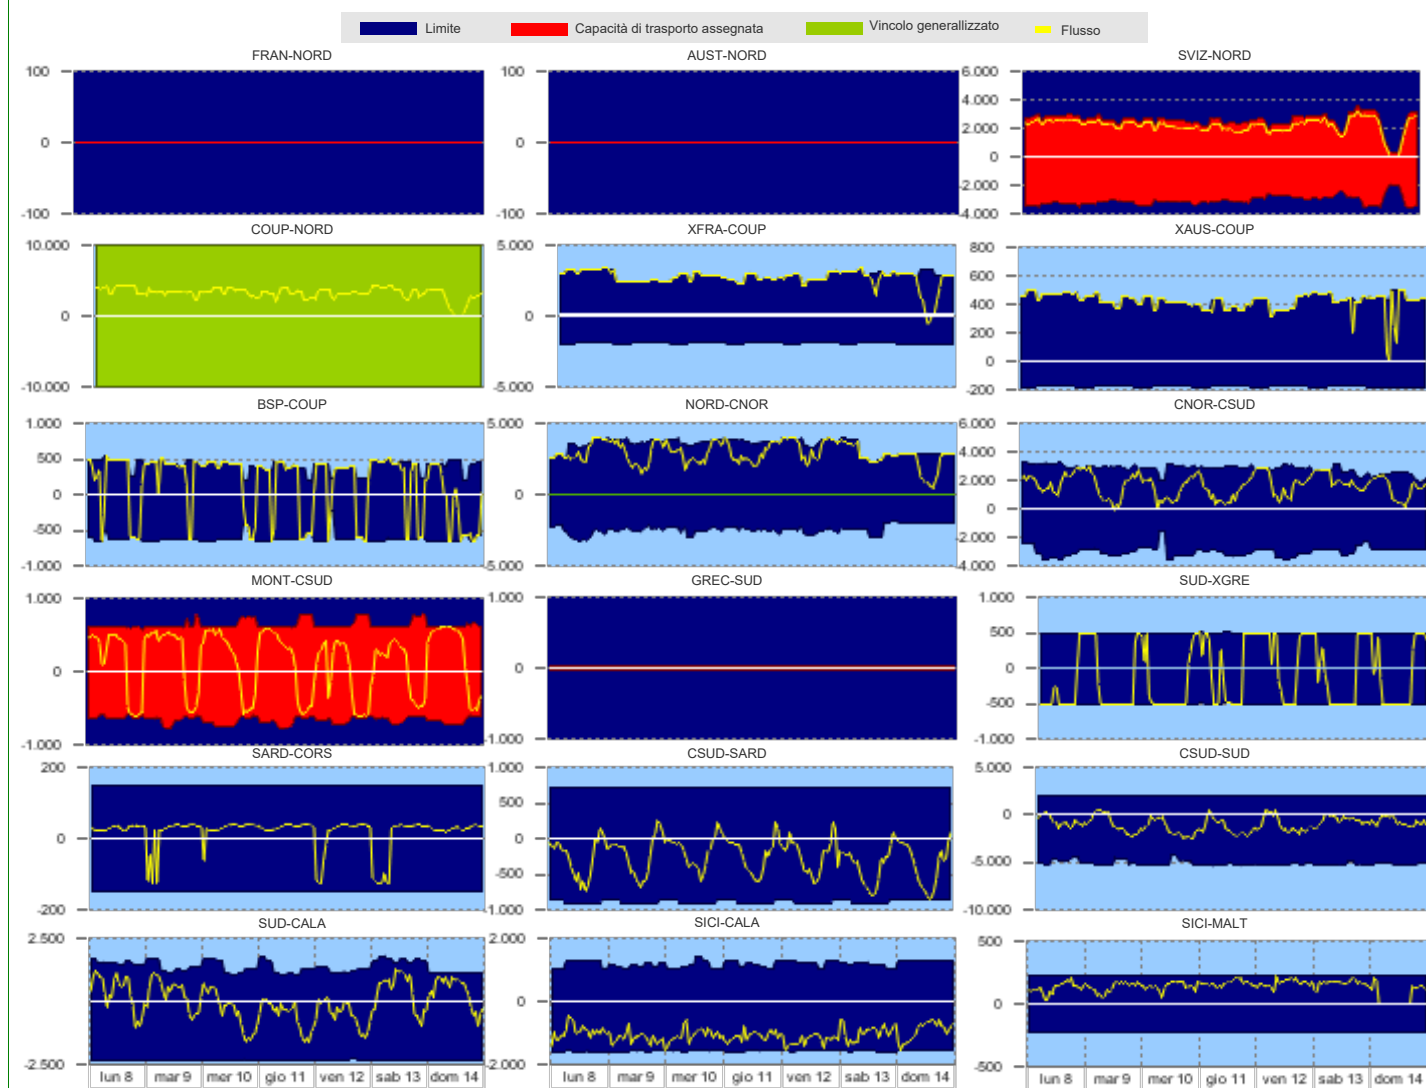 Limite Capacità di trasporto assegnata Vincolo generallizzato Flusso
FRAN-NORD AUST-NORD SVIZ-NORD
100 100 6.000
4.000
2.000
0 0 0
-2.000
-100 -100 -4.000
COUP-NORD XFRA-COUP XAUS-COUP
10.000 5.000 800
600
400
0 0 200
0
-10.000 -5.000 -200
BSP-COUP NORD-CNOR CNOR-CSUD
1.000 5.000 6.000
500 4.000
2.000
0 0 0
-500 -2.000
-1.000 -5.000 -4.000
MONT-CSUD GREC-SUD SUD-XGRE
1.000 1.000 1.000
500
0 0 0
-500
-1.000 -1.000 -1.000
SARD-CORS CSUD-SARD CSUD-SUD
200 1.000 5.000
500 0
0 0
-500 -5.000
-200 -1.000 -10.000
SUD-CALA SICI-CALA SICI-MALT
2.500 2.000 500
0 0 0
-2.500 -2.000 -500
lun 8 mar 9 mer 10 gio 11 ven 12 sab 13 dom 14 lun 8 mar 9 mer 10 gio 11 ven 12 sab 13 dom 14 lun 8 mar 9 mer 10 gio 11 ven 12 sab 13 dom 14